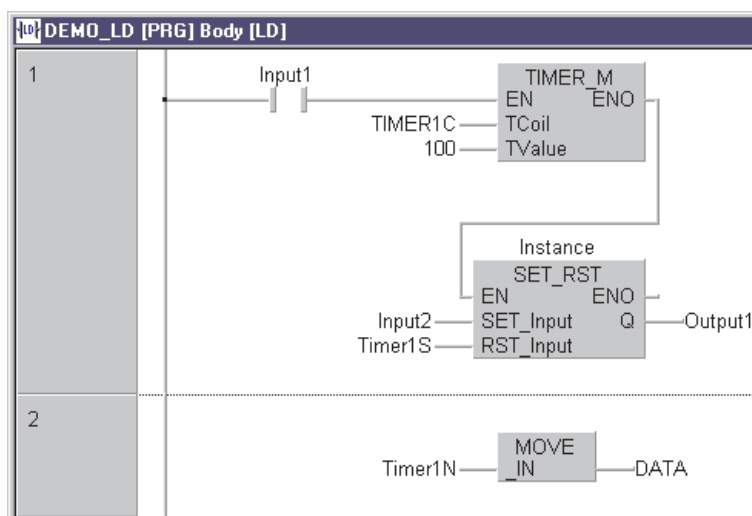 LD DEMO_LD [PRG] Body [LD]
1
Input1
TIMER_M
EN ENO
TIMER1C TCoil
100 TValue
Instance
SET_RST
EN ENO
Input2 SET_Input Q Output1
Timer1S RST_Input
2
MOVE
Timer1N _IN DATA